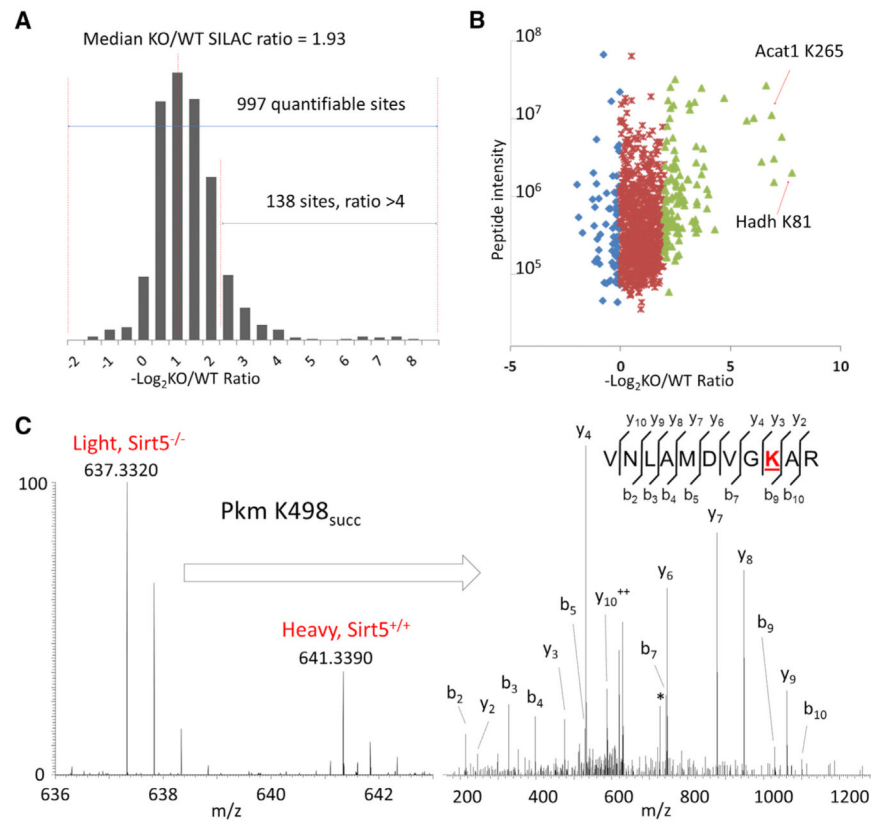 A
Median KO/WT SILAC ratio = 1.93
997 quantifiable sites
138 sites, ratio >4
-2 -1 0 1 2 3 4 5 6 7 8
-Log2KO/WT Ratio
B
Peptide intensity
10^8
10^7
10^6
10^5
Acat1 K265
Hadh K81
-5 0 5 10
-Log2KO/WT Ratio
C
Light, Sirt5-/-
637.3320
100
Pkm K498succ
Heavy, Sirt5+/+
641.3390
0
636 638 640 642
m/z
y10 y9 y8 y7 y6 y4 y3 y2
VNLAMDVGKAR
b2 b3 b4 b5 b7 b9 b10
y4
y7
y8
y6
y10++
b5
b7
b9
y3
*
y9
b2
y2
b3
b4
b10
200 400 600 800 1000 1200
m/z